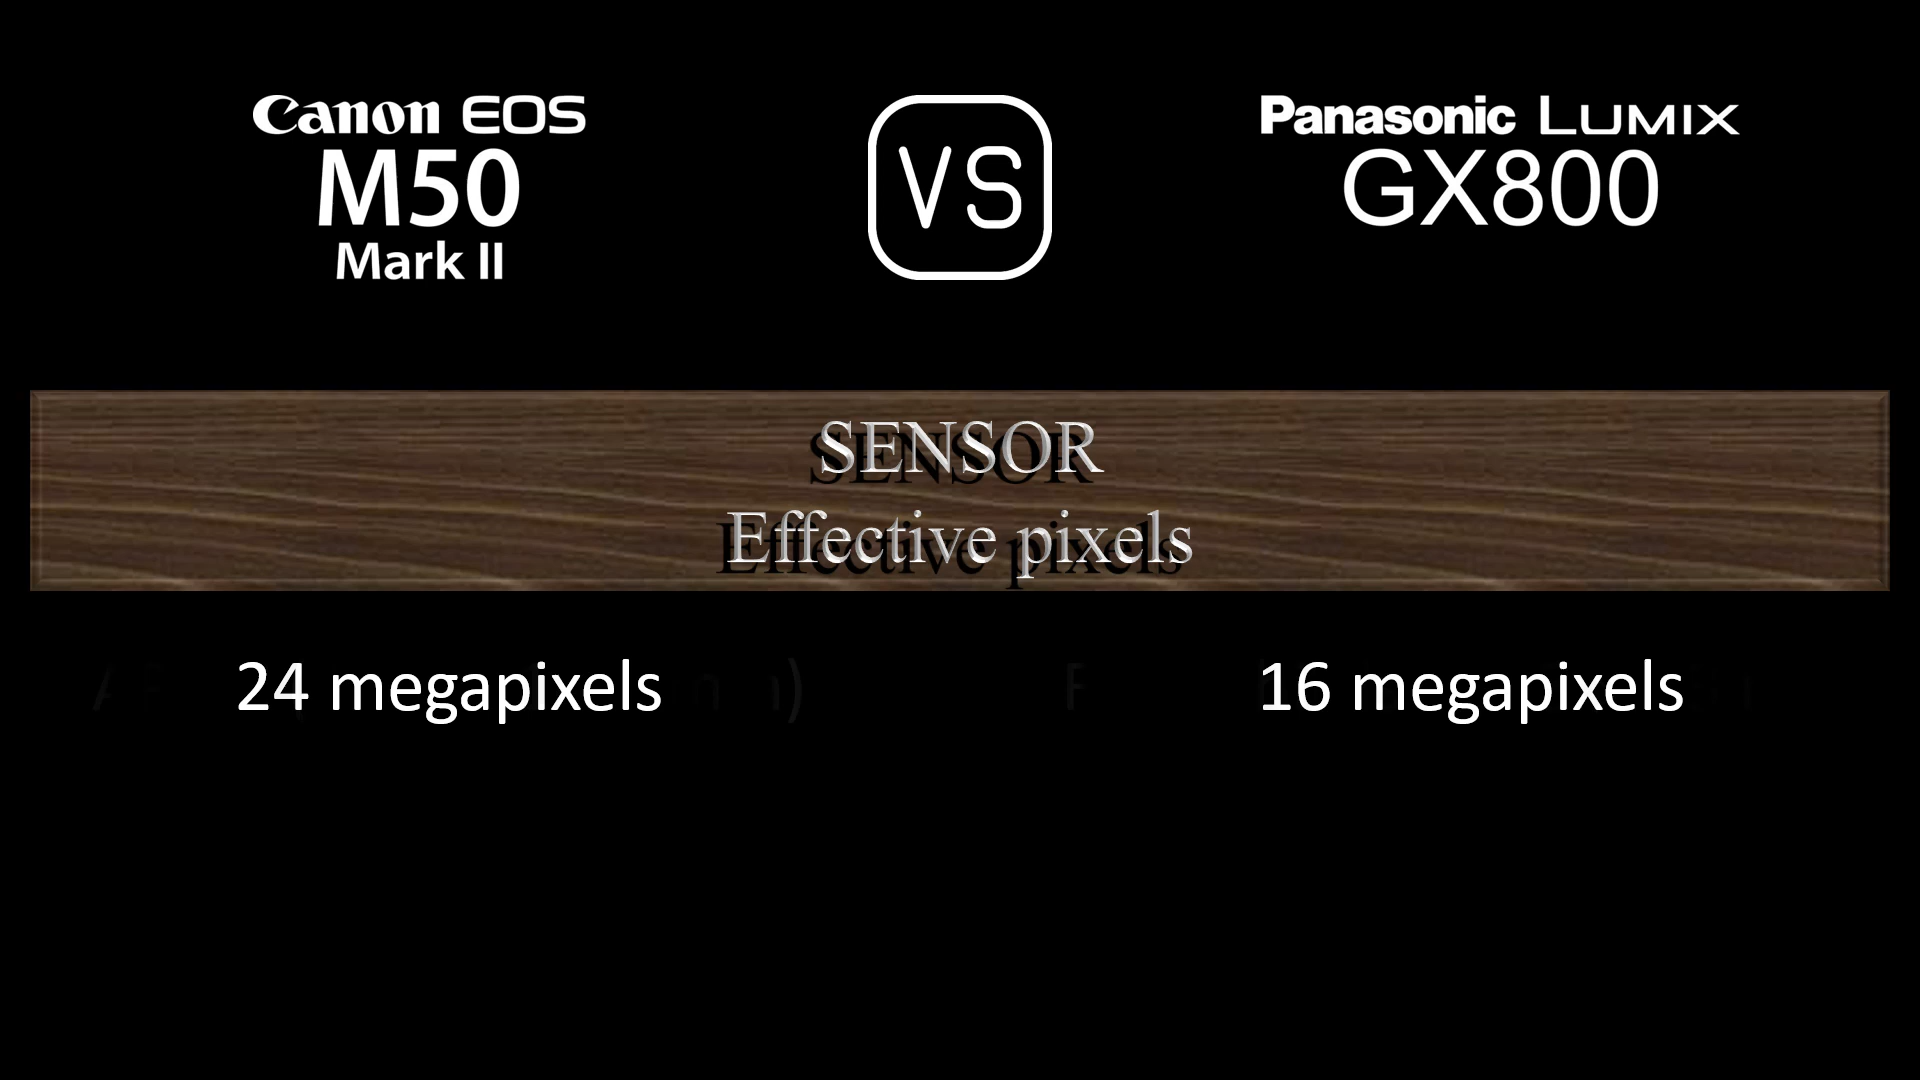 Canon EOS
M50
Mark II
VS
Panasonic LUMIX
GX800
SENSOR
Effective pixels
24 megapixels
16 megapixels